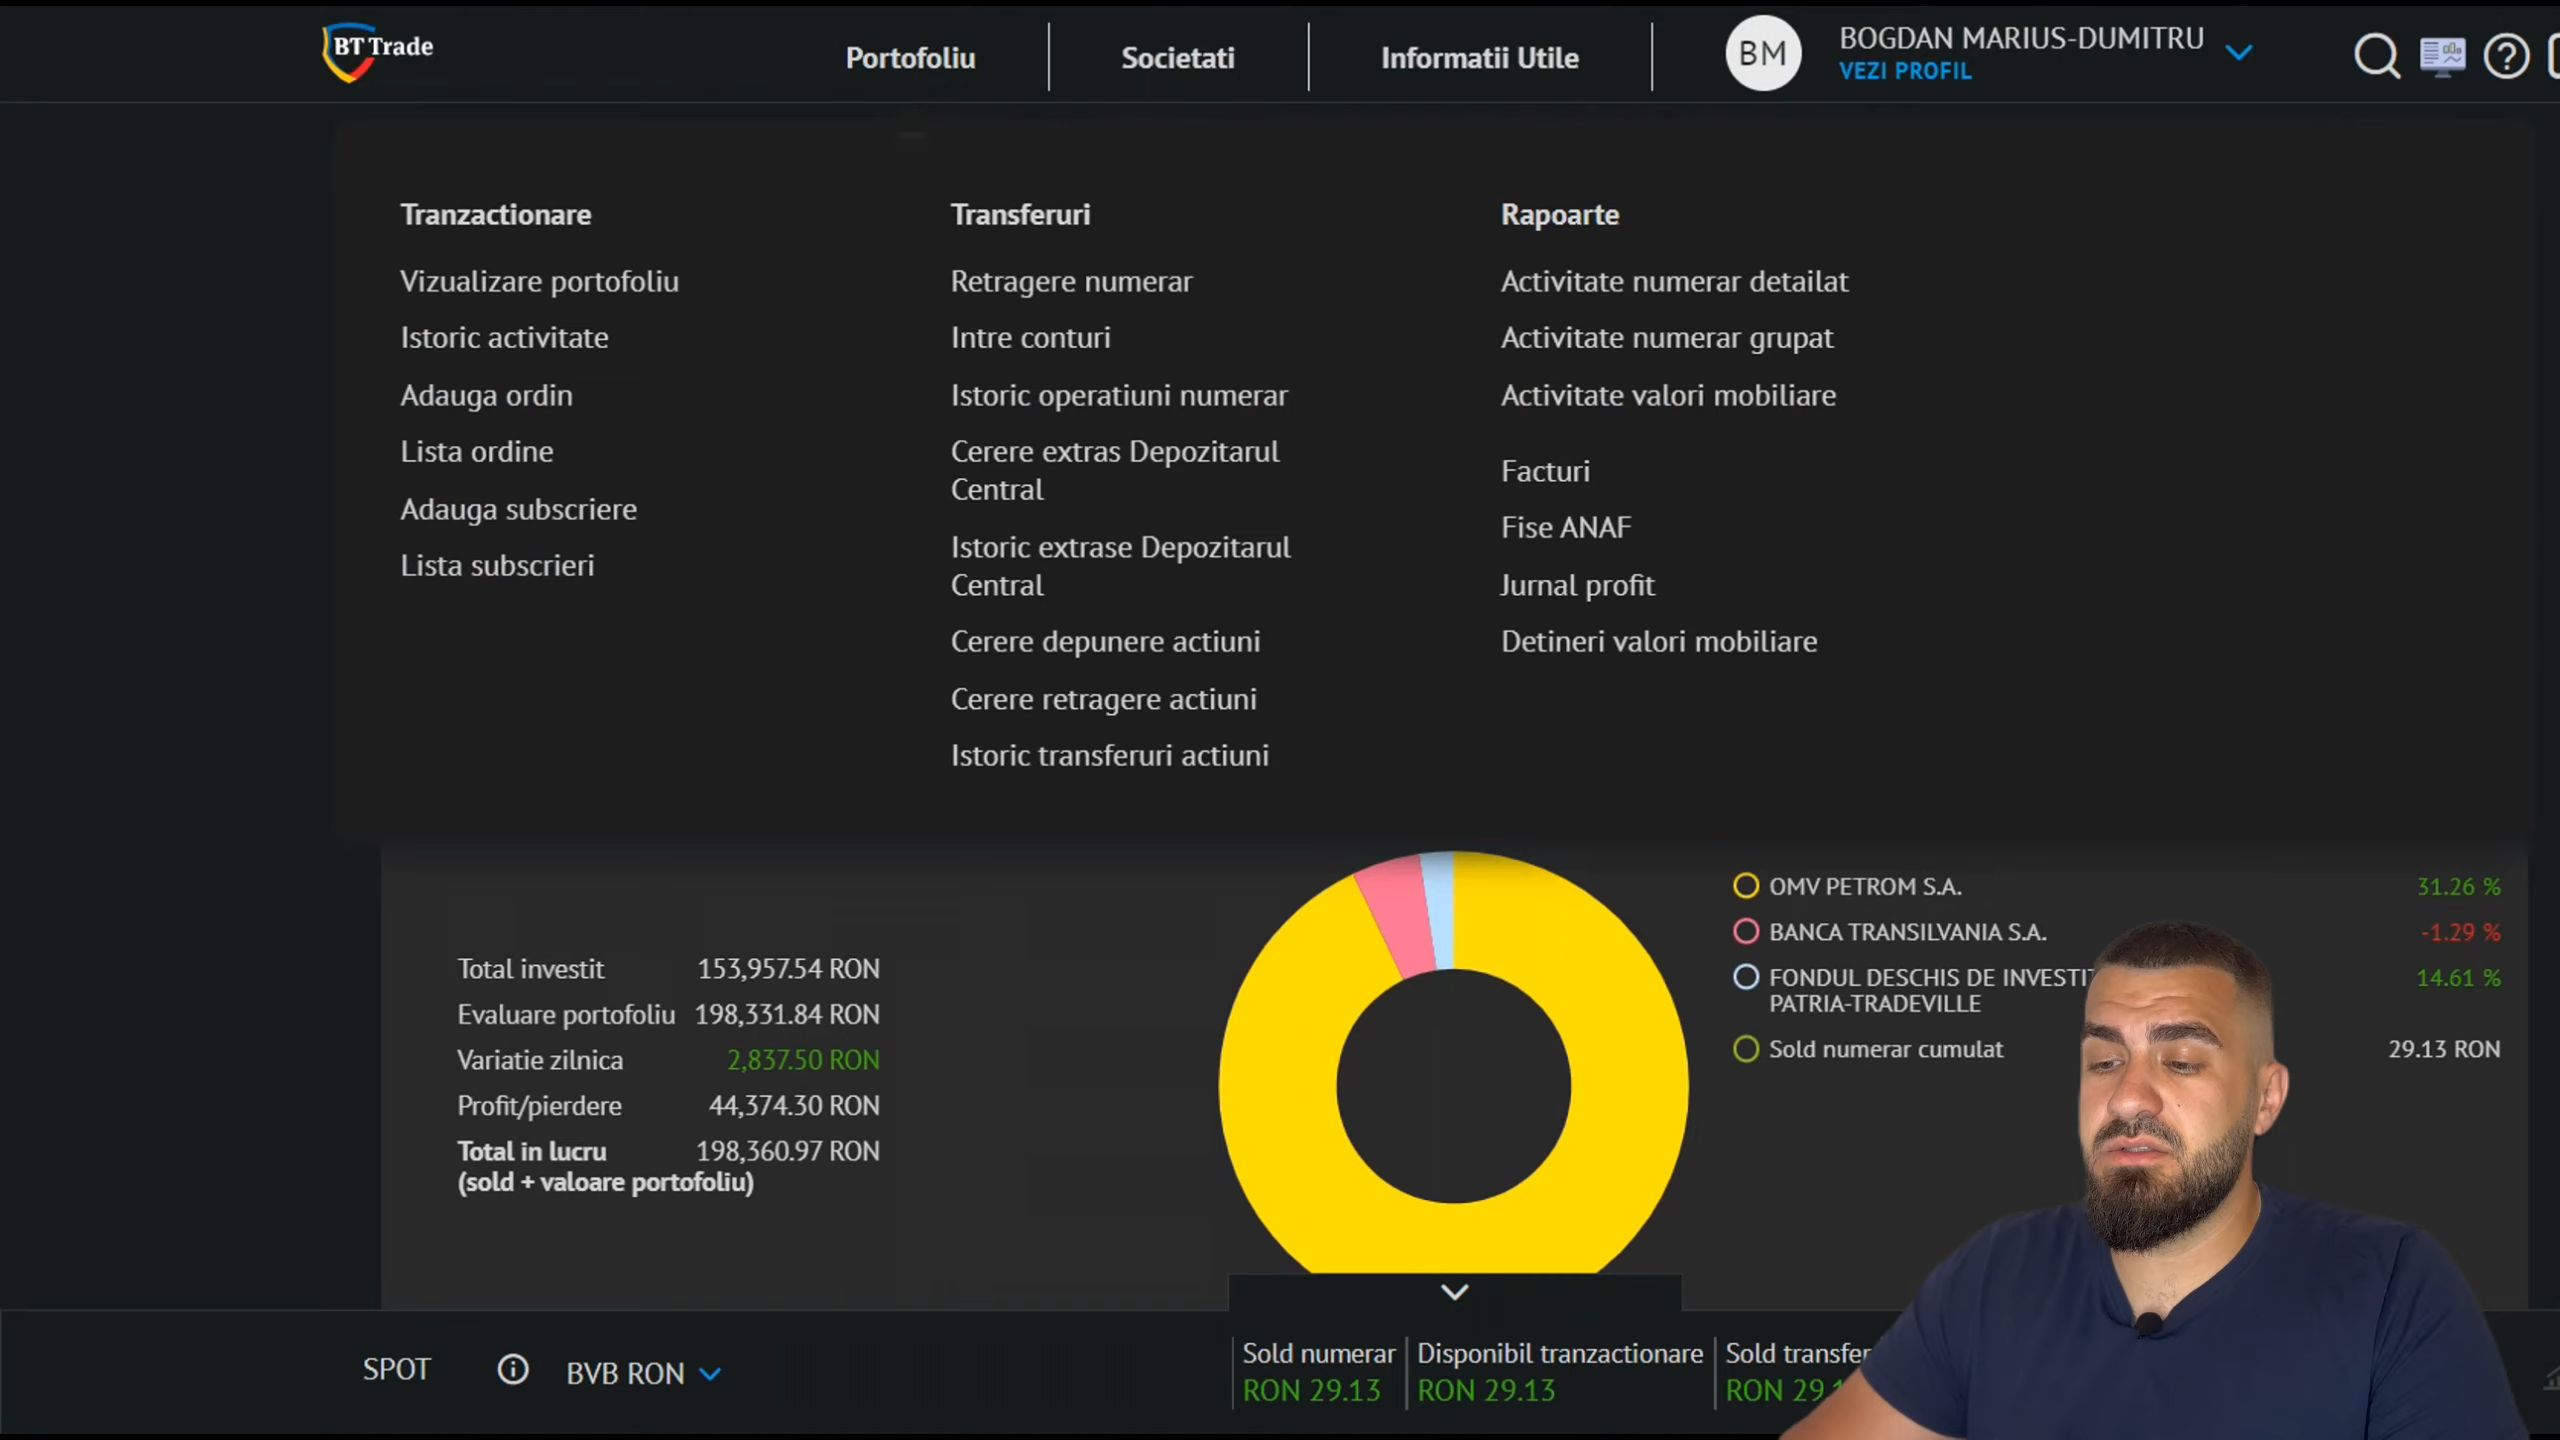 BT Trade
Portofoliu
Societati
Informatii Utile
BM
BOGDAN MARIUS-DUMITRU
VEZI PROFIL
Tranzactionare
Vizualizare portofoliu
Istoric activitate
Adauga ordin
Lista ordine
Adauga subscriere
Lista subscrieri
Transferuri
Retragere numerar
Intre conturi
Istoric operatiuni numerar
Cerere extras Depozitarul
Central
Istoric extrase Depozitarul
Central
Cerere depunere actiuni
Cerere retragere actiuni
Istoric transferuri actiuni
Rapoarte
Activitate numerar detailat
Activitate numerar grupat
Activitate valori mobiliare
Facturi
Fise ANAF
Jurnal profit
Detineri valori mobiliare
Total investit 153,957.54 RON
Evaluare portofoliu 198,331.84 RON
Variatie zilnica 2,837.50 RON
Profit/pierdere 44,374.30 RON
Total in lucru 198,360.97 RON
(sold + valoare portofoliu)
OMV PETROM S.A. 31.26 %
BANCA TRANSILVANIA S.A. -1.29 %
FONDUL DESCHIS DE INVESTIT 14.61 %
PATRIA-TRADEVILLE
Sold numerar cumulat 29.13 RON
SPOT
BVB RON
Sold numerar
RON 29.13
Disponibil tranzactionare
RON 29.13
Sold transfer
RON 29.1